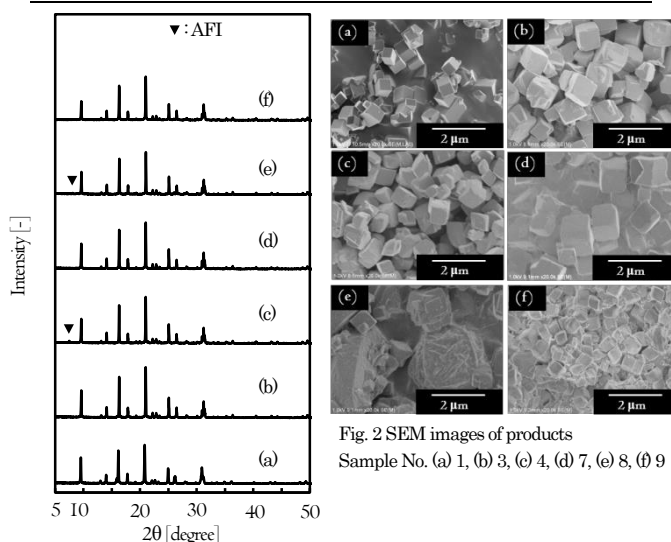 ▼: AFI
(f)
(e)
(d)
(c)
(b)
(a)
Intensity [-]
5 10 20 30 40 50
2θ [degree]
(a)
2 μm
(b)
2 μm
(c)
2 μm
(d)
2 μm
(e)
2 μm
(f)
2 μm
Fig. 2 SEM images of products
Sample No. (a) 1, (b) 3, (c) 4, (d) 7, (e) 8, (f) 9